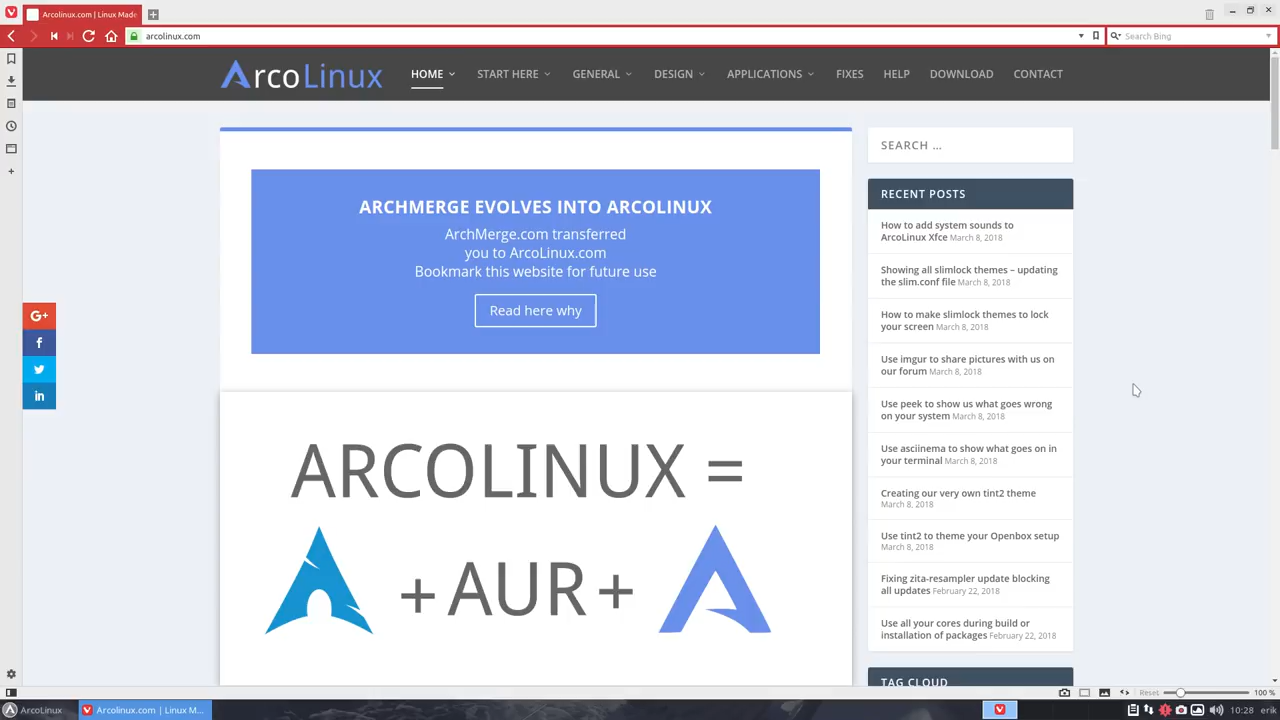 Arcolinux.com | Linux Made
arcolinux.com
Search Bing
ArcoLinux
HOME
START HERE
GENERAL
DESIGN
APPLICATIONS
FIXES
HELP
DOWNLOAD
CONTACT
ARCHMERGE EVOLVES INTO ARCOLINUX
ArchMerge.com transferred
you to ArcoLinux.com
Bookmark this website for future use
Read here why
G+
f
in
ARCOLINUX =
+ AUR +
SEARCH …
RECENT POSTS
How to add system sounds to
ArcoLinux Xfce March 8, 2018
Showing all slimlock themes – updating
the slim.conf file March 8, 2018
How to make slimlock themes to lock
your screen March 8, 2018
Use imgur to share pictures with us on
our forum March 8, 2018
Use peek to show us what goes wrong
on your system March 8, 2018
Use asciinema to show what goes on in
your terminal March 8, 2018
Creating our very own tint2 theme
March 8, 2018
Use tint2 to theme your Openbox setup
March 8, 2018
Fixing zita-resampler update blocking
all updates February 22, 2018
Use all your cores during build or
installation of packages February 22, 2018
TAG CLOUD
Reset
100 %
ArcoLinux
Arcolinux.com | Linux M...
10:28
erik